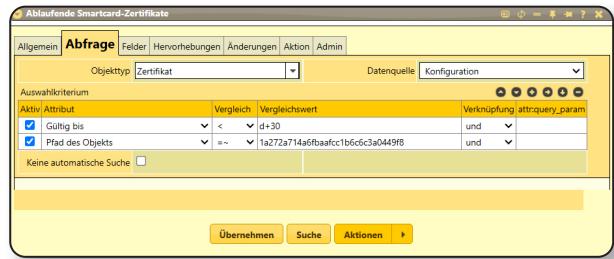 Ablaufende Smartcard-Zertifikate
Allgemein Abfrage Felder Hervorhebungen Änderungen Aktion Admin
Objekttyp Zertifikat Datenquelle Konfiguration
Auswahlkriterium
Aktiv Attribut Vergleich Vergleichswert Verknüpfung attr:query_param
Gültig bis < d+30 und
Pfad des Objekts =~ 1a272a714a6fbaafcc1b6c6c3a0449f8 und
Keine automatische Suche
Übernehmen Suche Aktionen